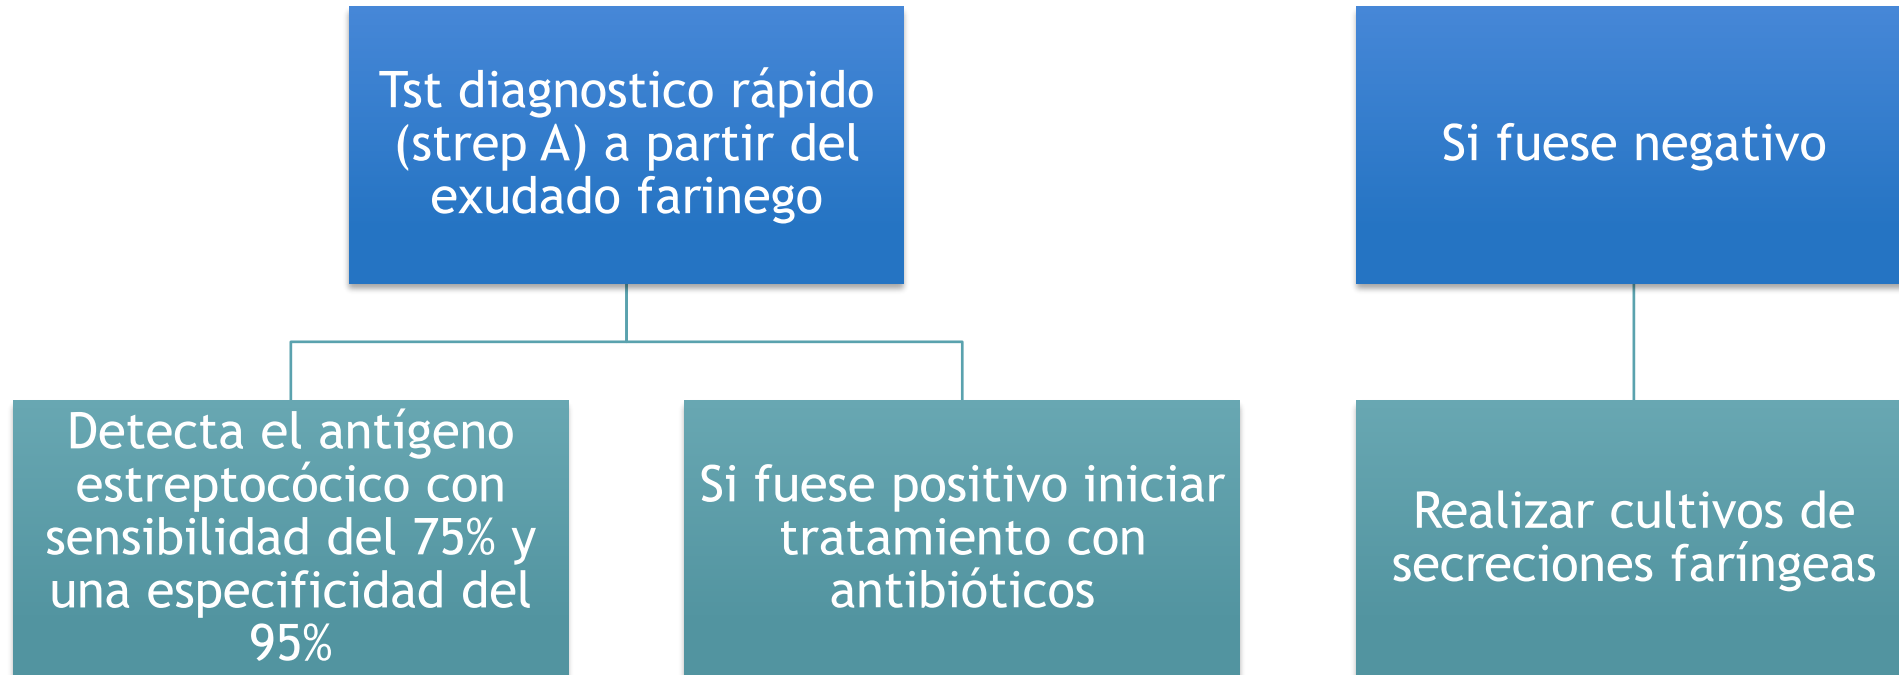 Tst diagnostico rápido
(strep A) a partir del
exudado farinego
Si fuese negativo
Detecta el antígeno
estreptocócico con
sensibilidad del 75% y
una especificidad del
95%
Si fuese positivo iniciar
tratamiento con
antibióticos
Realizar cultivos de
secreciones faríngeas